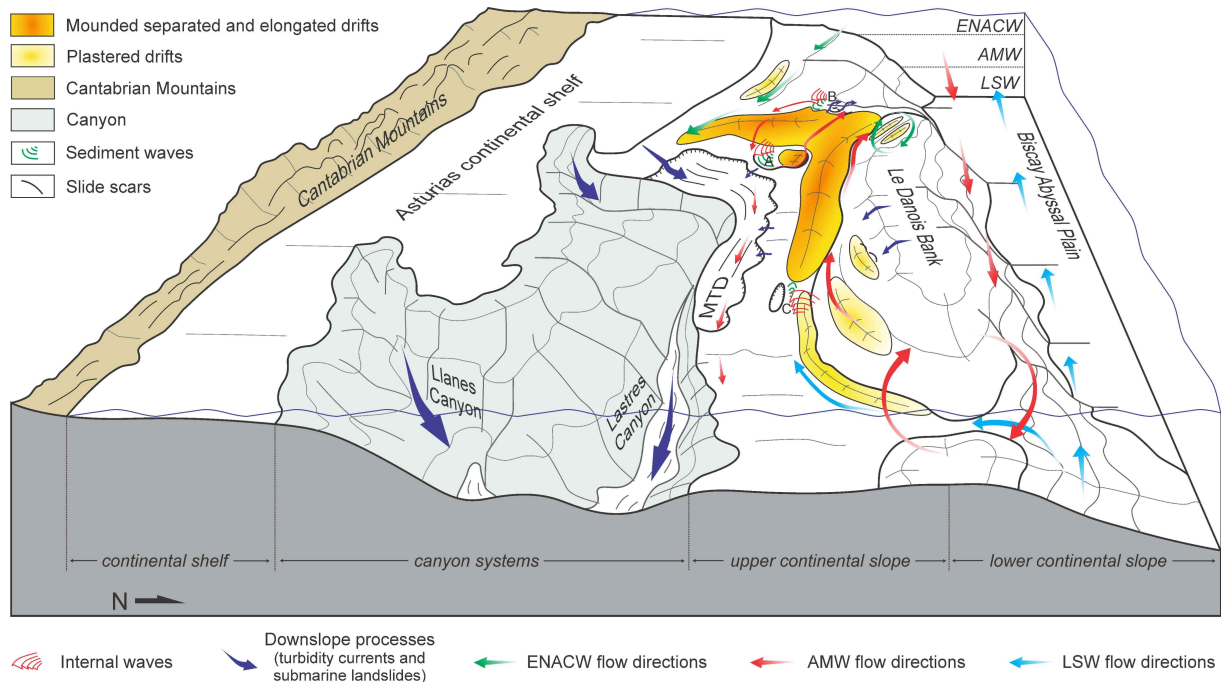 Mounded separated and elongated drifts
Plastered drifts
Cantabrian Mountains
Canyon
Sediment waves
Slide scars
ENACW
AMW
LSW
Cantabrian Mountains
Asturias continental shelf
B
A
Le Danois Bank
Biscay Abyssal Plain
MTD
C
Llanes
Canyon
Lastres
Canyon
continental shelf
canyon systems
upper continental slope
lower continental slope
N
Internal waves
Downslope processes
(turbidity currents and
submarine landslides)
ENACW flow directions
AMW flow directions
LSW flow directions